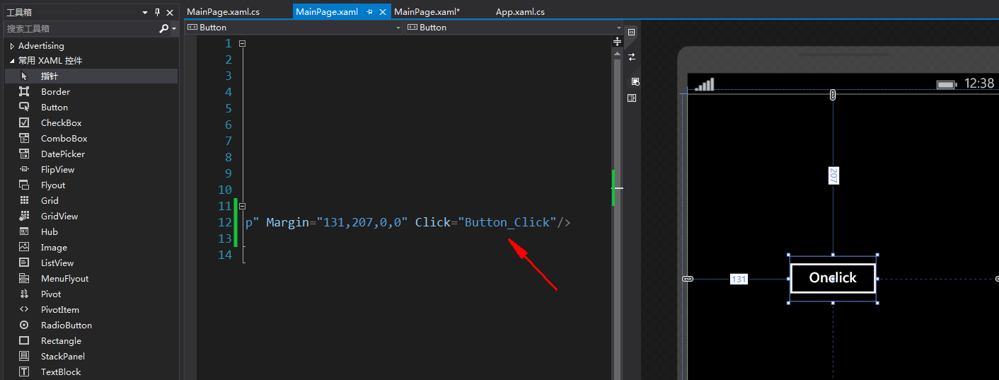 工具箱
搜索工具箱
Advertising
常用 XAML 控件
指针
Border
Button
CheckBox
ComboBox
DatePicker
FlipView
Flyout
Grid
GridView
Hub
Image
ListView
MenuFlyout
Pivot
PivotItem
RadioButton
Rectangle
StackPanel
TextBlock
MainPage.xaml.cs
MainPage.xaml
MainPage.xaml*
App.xaml.cs
Button
Button
1
2
3
4
5
6
7
8
9
10
11
12 p" Margin="131,207,0,0" Click="Button_Click"/>
13
14
12:38
207
131
Onclick